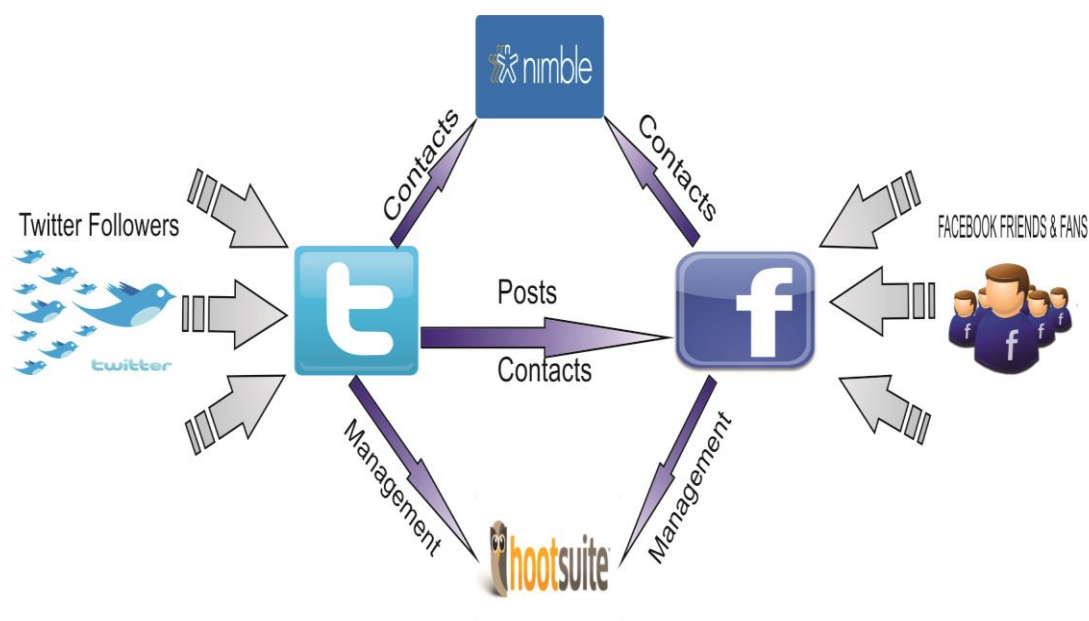 nimble
Contacts
Contacts
Twitter Followers
FACEBOOK FRIENDS & FANS
t
f
Posts
Contacts
twitter
f
f
f
Management
Management
hootsuite